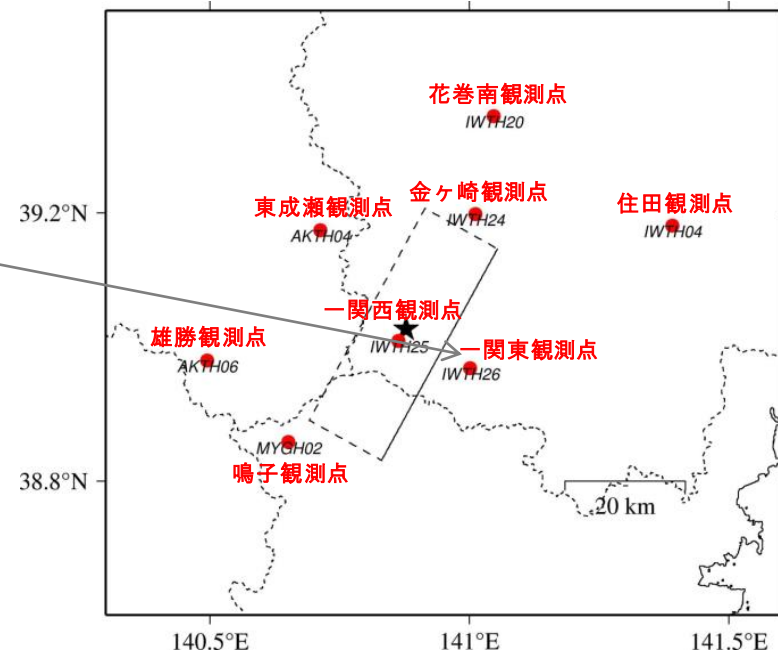 花巻南観測点
IWTH20
金ヶ崎観測点
IWTH24
東成瀬観測点
AKTH04
住田観測点
IWTH04
39.2°N
一関西観測点
IWTH25
雄勝観測点
AKTH06
一関東観測点
IWTH26
MYGH02
鳴子観測点
38.8°N
20 km
140.5°E
141°E
141.5°E